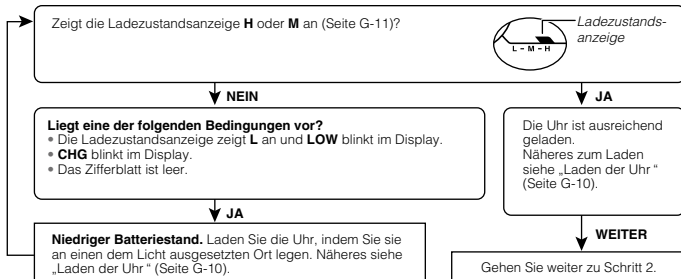 Zeigt die Ladezustandsanzeige H oder M an (Seite G-11)?
Ladezustands-
anzeige
L - M - H
NEIN
JA
Liegt eine der folgenden Bedingungen vor?
• Die Ladezustandsanzeige zeigt L an und LOW blinkt im Display.
• CHG blinkt im Display.
• Das Zifferblatt ist leer.
Die Uhr ist ausreichend
geladen.
Näheres zum Laden
siehe „Laden der Uhr “
(Seite G-10).
JA
WEITER
Niedriger Batteriestand. Laden Sie die Uhr, indem Sie sie
an einen dem Licht ausgesetzten Ort legen. Näheres siehe
„Laden der Uhr “ (Seite G-10).
Gehen Sie weiter zu Schritt 2.